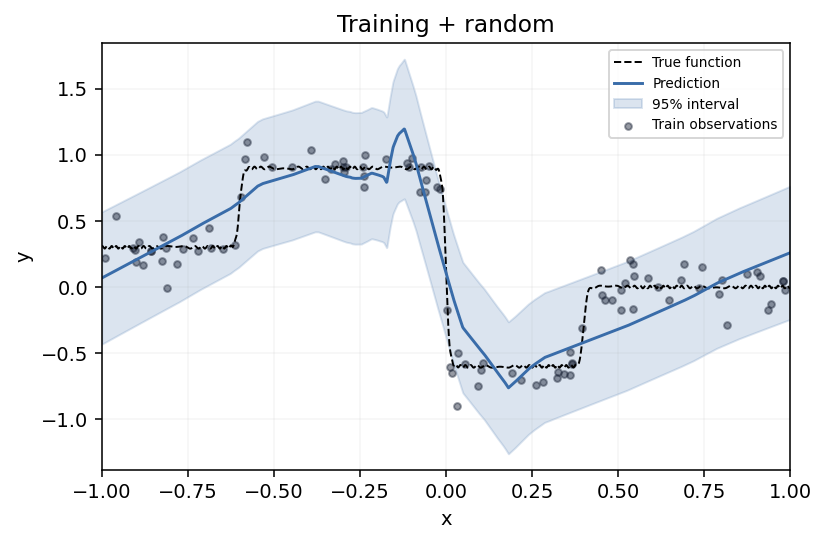 Training + random
True function
Prediction
95% interval
Train observations
y
1.5
1.0
0.5
0.0
−0.5
−1.0
−1.00 −0.75 −0.50 −0.25 0.00 0.25 0.50 0.75 1.00
x